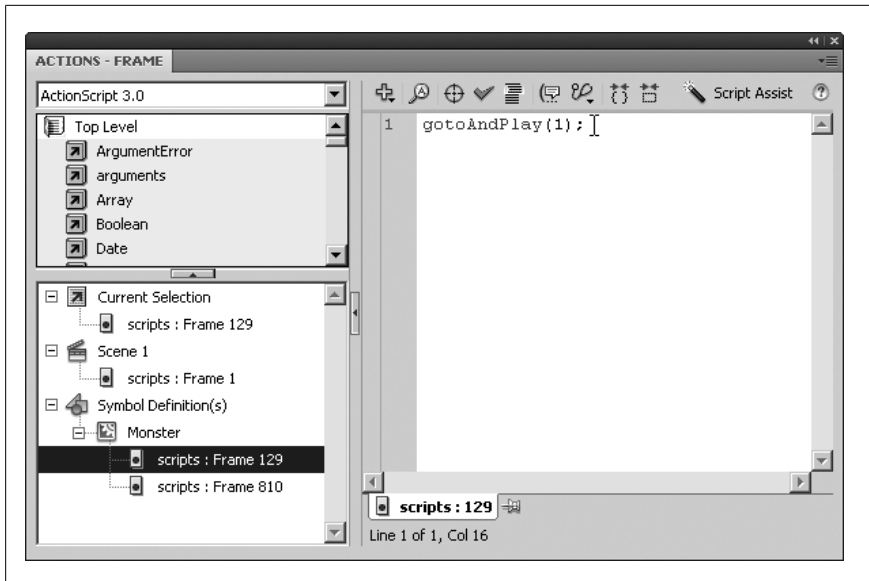 ACTIONS - FRAME
ActionScript 3.0
Top Level
ArgumentError
arguments
Array
Boolean
Date
Current Selection
scripts : Frame 129
Scene 1
scripts : Frame 1
Symbol Definition(s)
Monster
scripts : Frame 129
scripts : Frame 810
Script Assist
1 gotoAndPlay(1);
scripts : 129
Line 1 of 1, Col 16